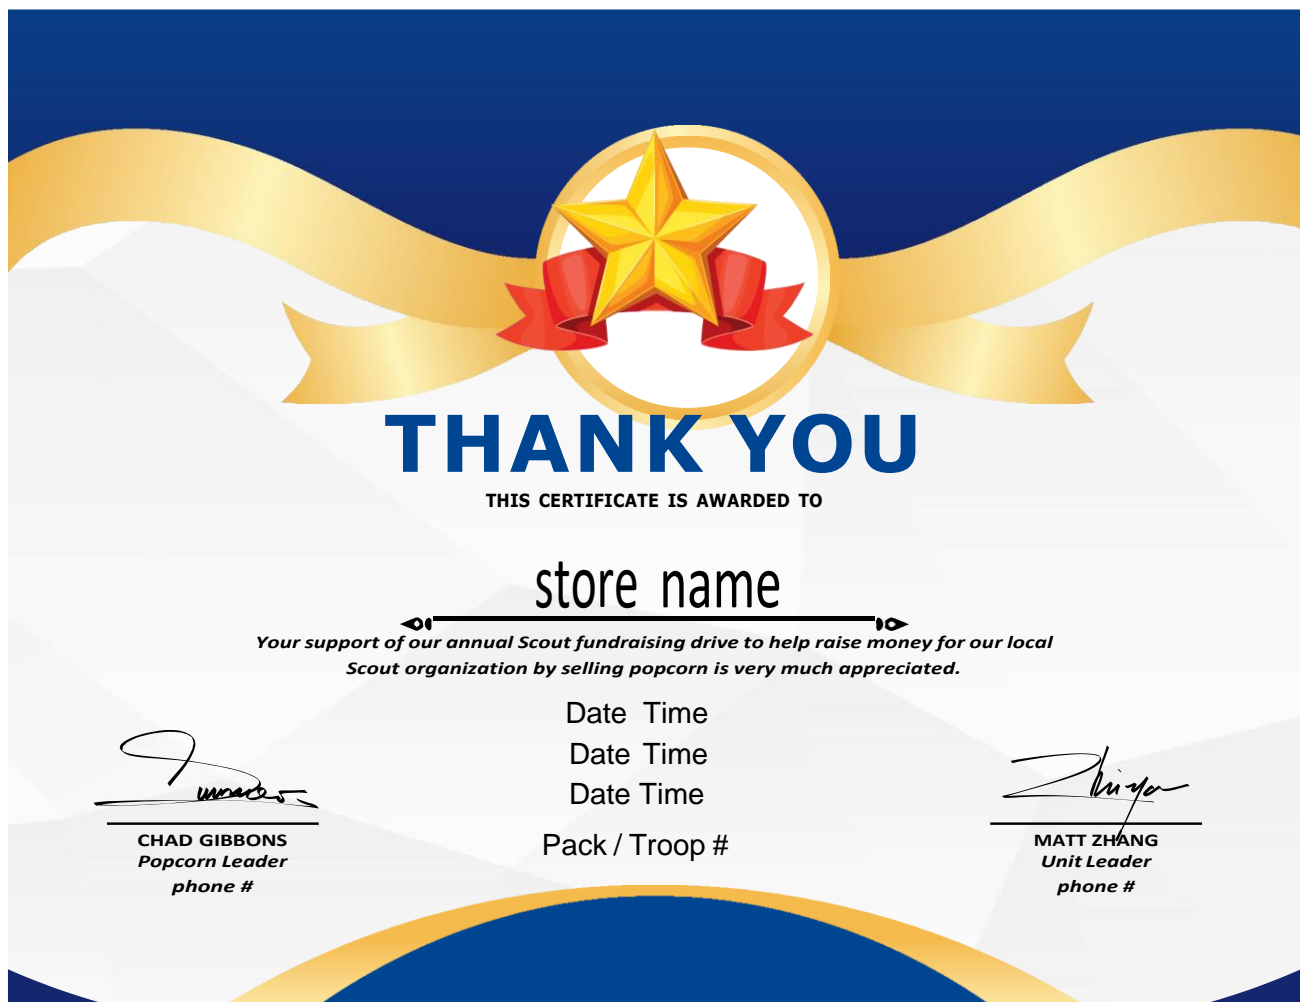 THANK YOU
THIS CERTIFICATE IS AWARDED TO
store name
Your support of our annual Scout fundraising drive to help raise money for our local
Scout organization by selling popcorn is very much appreciated.
Date Time
Date Time
Date Time
Pack / Troop #
CHAD GIBBONS
Popcorn Leader
phone #
MATT ZHANG
Unit Leader
phone #